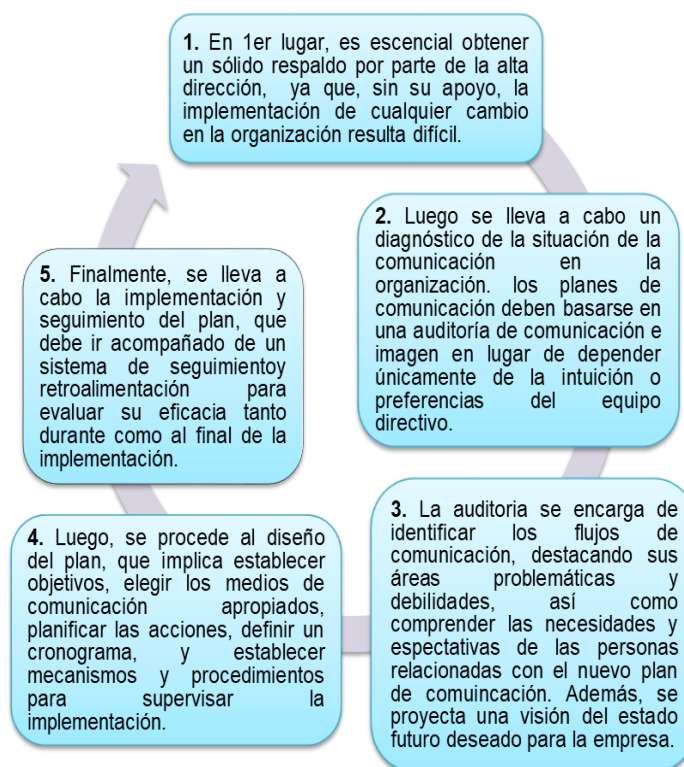 1. En 1er lugar, es escencial obtener
un sólido respaldo por parte de la alta
dirección, ya que, sin su apoyo, la
implementación de cualquier cambio
en la organización resulta difícil.
2. Luego se lleva a cabo un
diagnóstico de la situación de la
comunicación en la
organización. los planes de
comunicación deben basarse en
una auditoría de comunicación e
imagen en lugar de depender
únicamente de la intuición o
preferencias del equipo
directivo.
3. La auditoria se encarga de
identificar los flujos de
comunicación, destacando sus
áreas problemáticas y
debilidades, así como
comprender las necesidades y
espectativas de las personas
relacionadas con el nuevo plan
de comuincación. Además, se
proyecta una visión del estado
futuro deseado para la empresa.
4. Luego, se procede al diseño
del plan, que implica establecer
objetivos, elegir los medios de
comunicación apropiados,
planificar las acciones, definir un
cronograma, y establecer
mecanismos y procedimientos
para supervisar la
implementación.
5. Finalmente, se lleva a
cabo la implementación y
seguimiento del plan, que
debe ir acompañado de un
sistema de seguimientoy
retroalimentación para
evaluar su eficacia tanto
durante como al final de la
implementación.